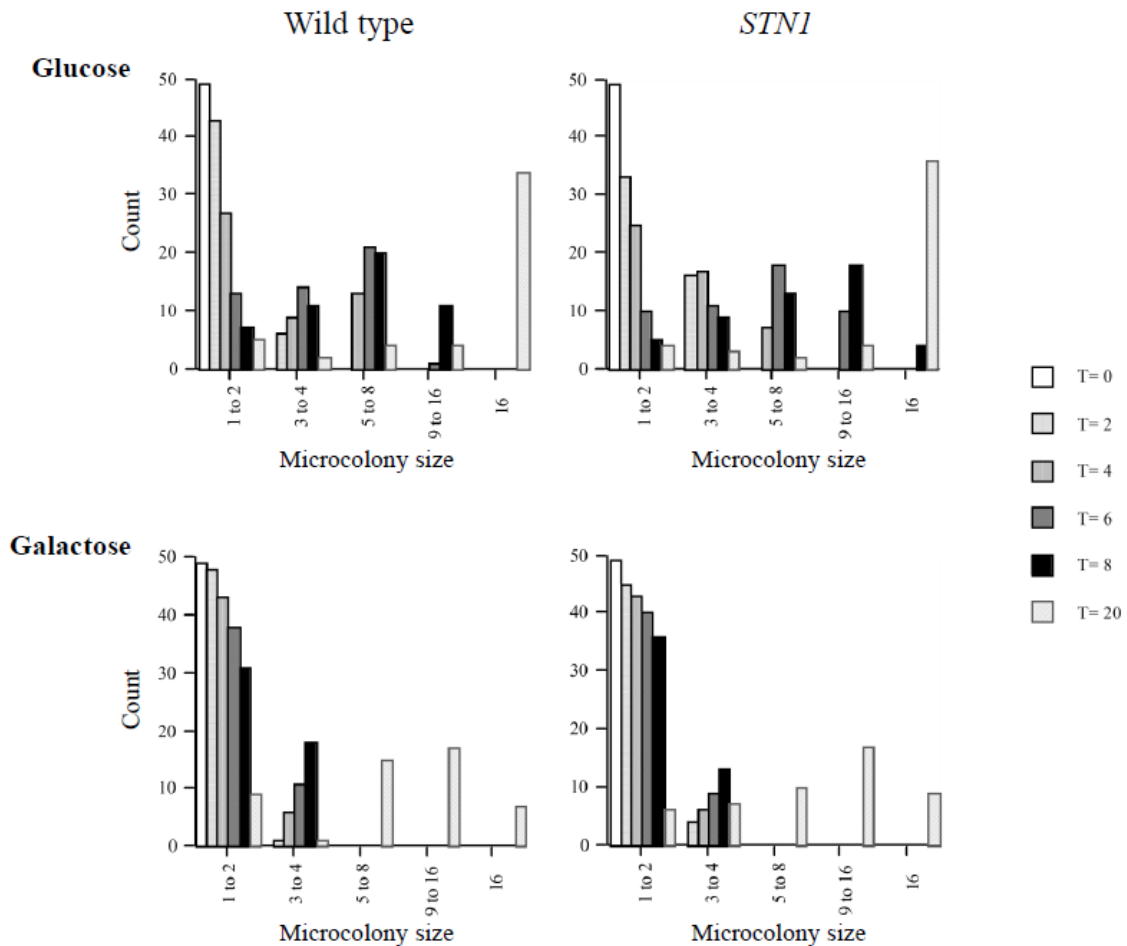 Wild type
STN1
Glucose
50
40
30
20
10
0
Count
1 to 2
3 to 4
5 to 8
9 to 16
16
Microcolony size
50
40
30
20
10
0
1 to 2
3 to 4
5 to 8
9 to 16
16
Microcolony size
T= 0
T= 2
T= 4
T= 6
T= 8
T= 20
Galactose
50
40
30
20
10
0
Count
1 to 2
3 to 4
5 to 8
9 to 16
16
Microcolony size
50
40
30
20
10
0
1 to 2
3 to 4
5 to 8
9 to 16
16
Microcolony size